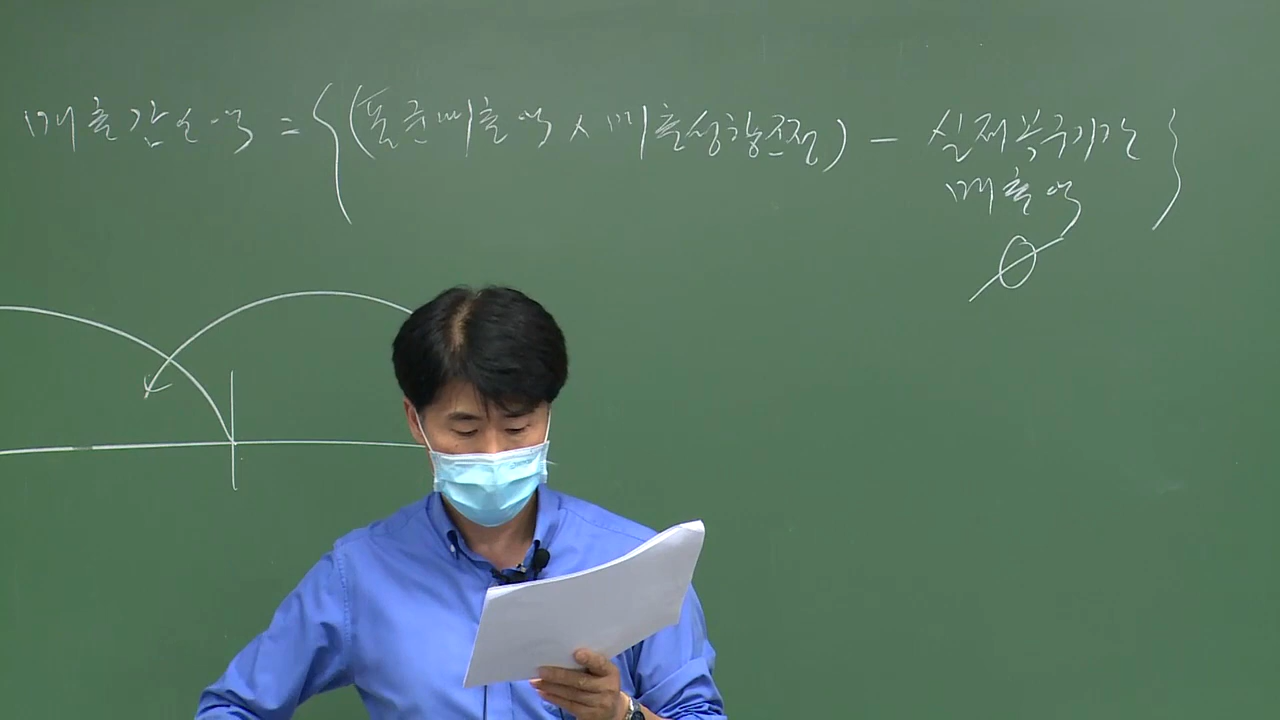 매출감소액 = { (표준매출액 × 매출성장조정) - 실제복구기간
매출액 }
∅